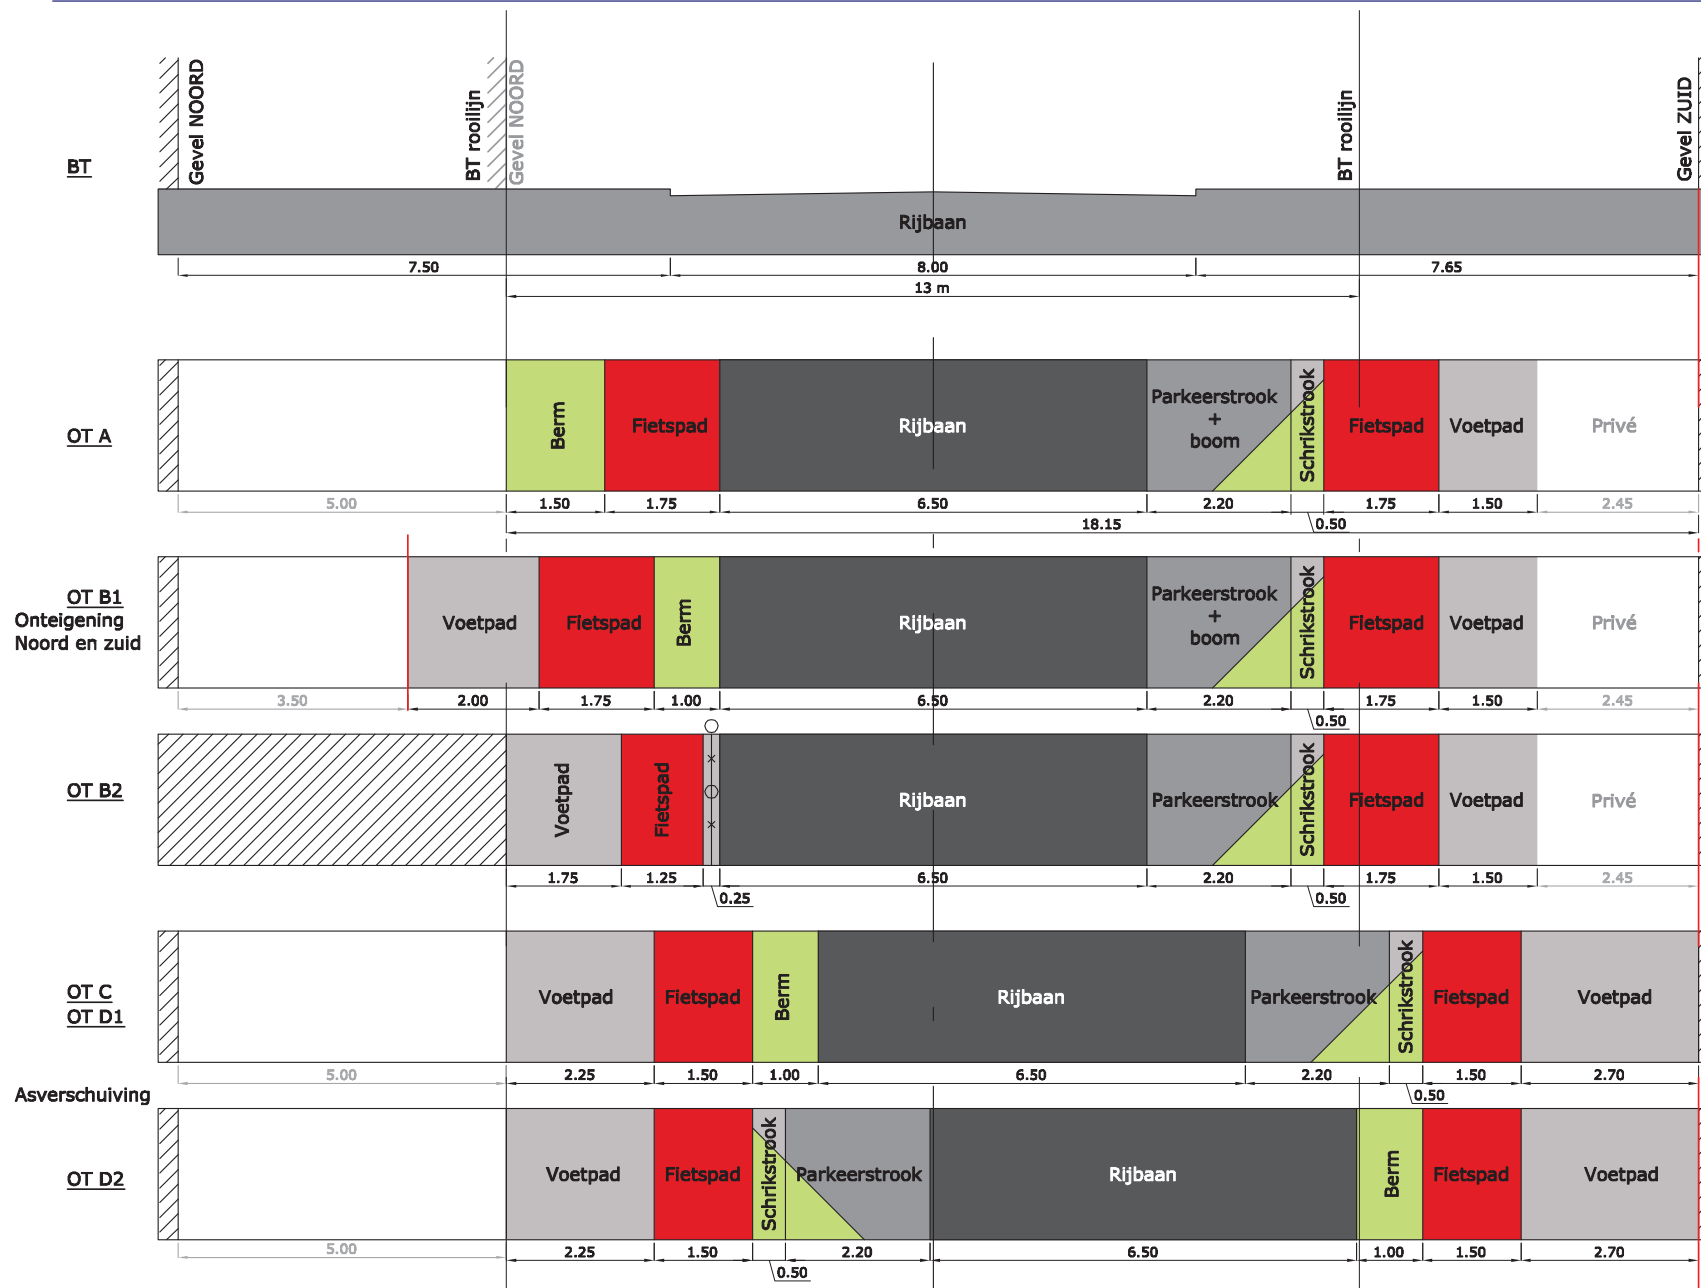 Gevel NOORD
BT rooilijn
Gevel NOORD
BT rooilijn
Gevel ZUID
BT
Rijbaan
7.50
8.00
7.65
13 m
OT A
Berm
Fietspad
Rijbaan
Parkeerstrook
+
boom
Schrikstrook
Fietspad
Voetpad
Privé
5.00
1.50
1.75
6.50
2.20
0.50
1.75
1.50
2.45
18.15
OT B1
Onteigening
Noord en zuid
Voetpad
Fietspad
Berm
Rijbaan
Parkeerstrook
+
boom
Schrikstrook
Fietspad
Voetpad
Privé
3.50
2.00
1.75
1.00
6.50
2.20
0.50
1.75
1.50
2.45
OT B2
Voetpad
Fietspad
Rijbaan
Parkeerstrook
Schrikstrook
Fietspad
Voetpad
Privé
1.75
1.25
0.25
6.50
2.20
0.50
1.75
1.50
2.45
OT C
OT D1
Voetpad
Fietspad
Berm
Rijbaan
Parkeerstrook
Schrikstrook
Fietspad
Voetpad
5.00
2.25
1.50
1.00
6.50
2.20
0.50
1.50
2.70
Asverschuiving
OT D2
Voetpad
Fietspad
Schrikstrook
Parkeerstrook
Rijbaan
Berm
Fietspad
Voetpad
5.00
2.25
1.50
0.50
2.20
6.50
1.00
1.50
2.70